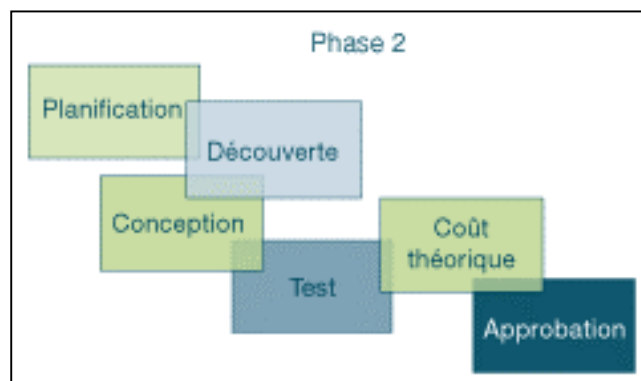 Phase 2
Planification
Découverte
Conception
Coût
théorique
Test
Approbation